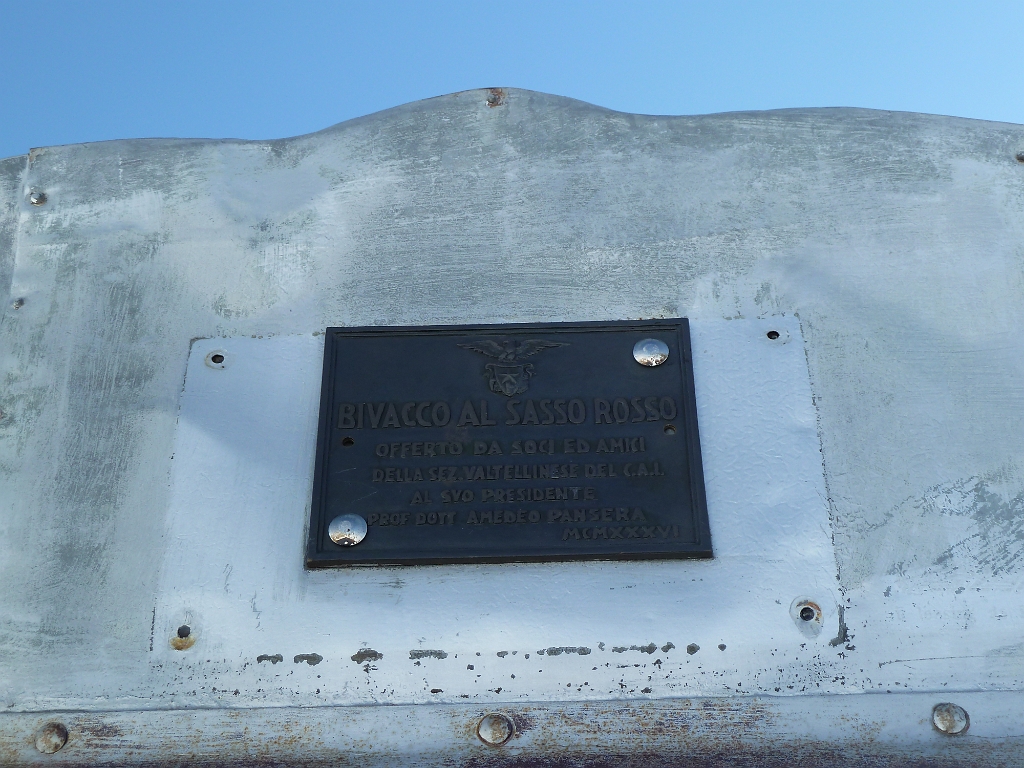 BIVACCO AL SASSO ROSSO
OFFERTO DA SOCI ED AMICI
DELLA SEZ. VALTELLINESE DEL C.A.I.
AL SVO PRESIDENTE
PROF DOTT AMEDEO PANSERA
MCMXXXVI